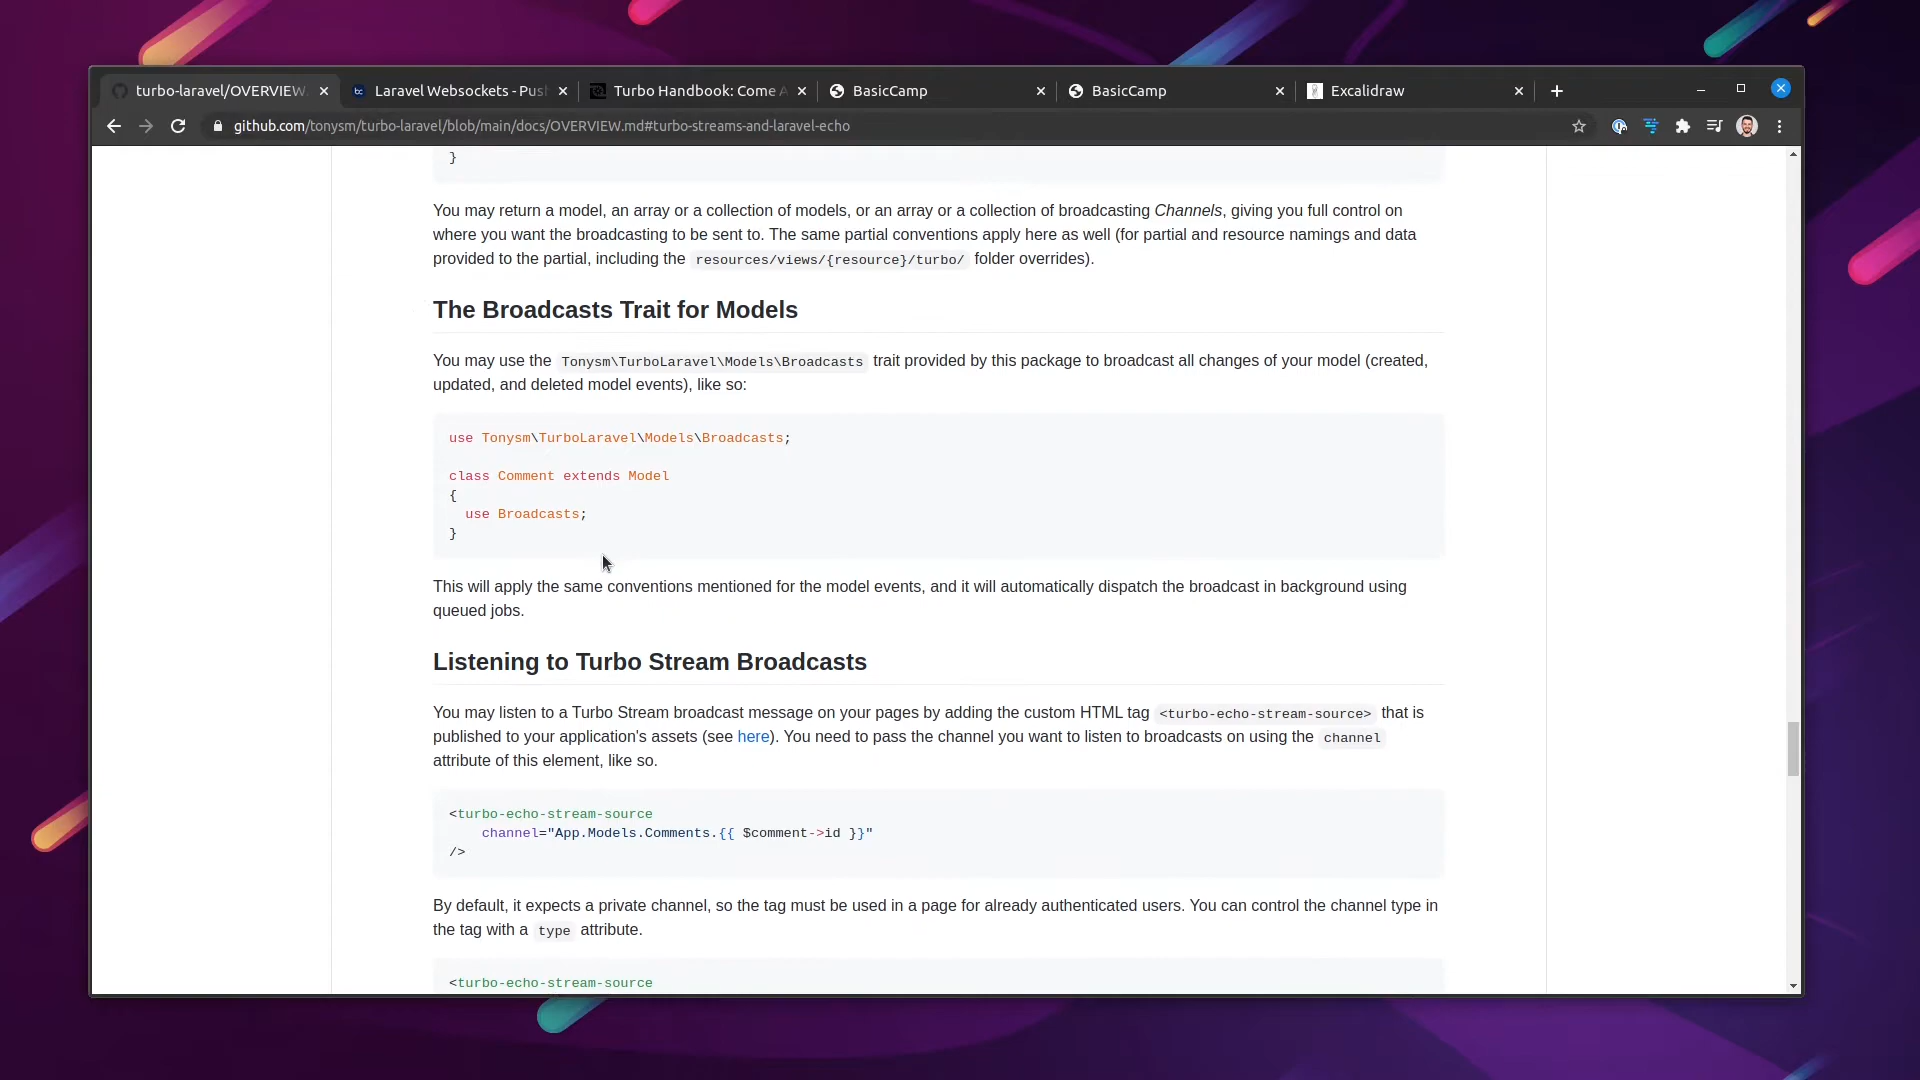 turbo-laravel/OVERVIEW.
Laravel Websockets - Push
Turbo Handbook: Come A
BasicCamp
BasicCamp
Excalidraw
github.com/tonysm/turbo-laravel/blob/main/docs/OVERVIEW.md#turbo-streams-and-laravel-echo
}
You may return a model, an array or a collection of models, or an array or a collection of broadcasting Channels, giving you full control on
where you want the broadcasting to be sent to. The same partial conventions apply here as well (for partial and resource namings and data
provided to the partial, including the resources/views/{resource}/turbo/ folder overrides).
The Broadcasts Trait for Models
You may use the Tonysm\TurboLaravel\Models\Broadcasts trait provided by this package to broadcast all changes of your model (created,
updated, and deleted model events), like so:
use Tonysm\TurboLaravel\Models\Broadcasts;
class Comment extends Model
{
use Broadcasts;
}
This will apply the same conventions mentioned for the model events, and it will automatically dispatch the broadcast in background using
queued jobs.
Listening to Turbo Stream Broadcasts
You may listen to a Turbo Stream broadcast message on your pages by adding the custom HTML tag <turbo-echo-stream-source> that is
published to your application's assets (see here). You need to pass the channel you want to listen to broadcasts on using the channel
attribute of this element, like so.
<turbo-echo-stream-source
channel="App.Models.Comments.{{ $comment->id }}"
/>
By default, it expects a private channel, so the tag must be used in a page for already authenticated users. You can control the channel type in
the tag with a type attribute.
<turbo-echo-stream-source